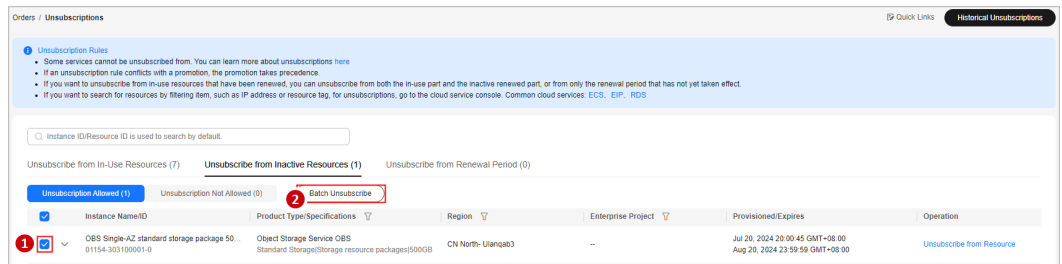 Orders / Unsubscriptions
Quick Links
Historical Unsubscriptions
Unsubscription Rules
Some services cannot be unsubscribed from. You can learn more about unsubscriptions here
If an unsubscription rule conflicts with a promotion, the promotion takes precedence.
If you want to unsubscribe from in-use resources that have been renewed, you can unsubscribe from both the in-use part and the inactive renewed part, or from only the renewal period that has not yet taken effect.
If you want to search for resources by filtering item, such as IP address or resource tag, for unsubscriptions, go to the cloud service console. Common cloud services: ECS、EIP、RDS
Instance ID/Resource ID is used to search by default.
Unsubscribe from In-Use Resources (7)
Unsubscribe from Inactive Resources (1)
Unsubscribe from Renewal Period (0)
Unsubscription Allowed (1)
Unsubscription Not Allowed (0)
2
Batch Unsubscribe
Instance Name/ID
Product Type/Specifications
Region
Enterprise Project
Provisioned/Expires
Operation
1
OBS Single-AZ standard storage package 50...
01154-303100001-0
Object Storage Service OBS
Standard Storage|Storage resource packages|500GB
CN North- Ulanqab3
--
Jul 20, 2024 20:00:45 GMT+08:00
Aug 20, 2024 23:59:59 GMT+08:00
Unsubscribe from Resource